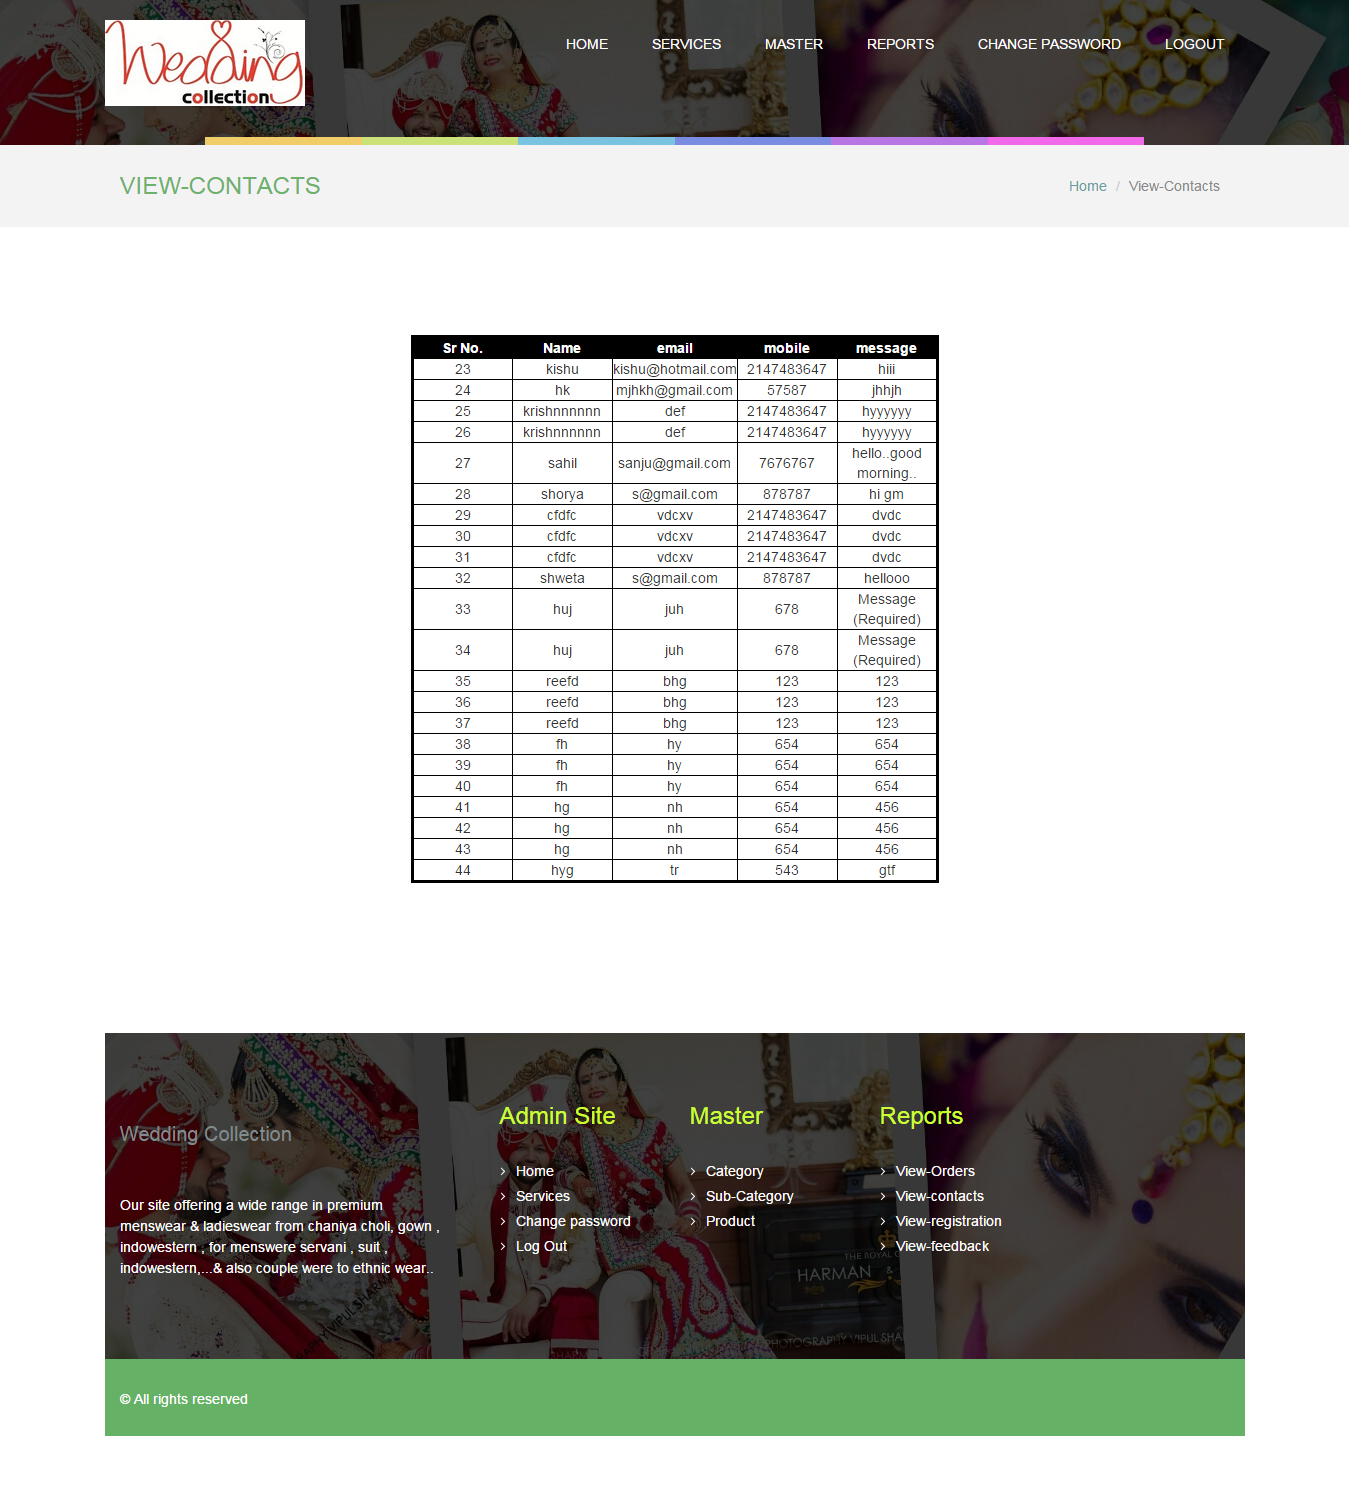 Wedding
collection
HOME SERVICES MASTER REPORTS CHANGE PASSWORD LOGOUT
VIEW-CONTACTS
Home / View-Contacts
Sr No. Name email mobile message
23 kishu kishu@hotmail.com 2147483647 hiii
24 hk mjhkh@gmail.com 57587 jhhjh
25 krishnnnnnn def 2147483647 hyyyyyy
26 krishnnnnnn def 2147483647 hyyyyyy
27 sahil sanju@gmail.com 7676767 hello..good
morning..
28 shorya s@gmail.com 878787 hi gm
29 cfdfc vdcxv 2147483647 dvdc
30 cfdfc vdcxv 2147483647 dvdc
31 cfdfc vdcxv 2147483647 dvdc
32 shweta s@gmail.com 878787 hellooo
33 huj juh 678 Message
(Required)
34 huj juh 678 Message
(Required)
35 reefd bhg 123 123
36 reefd bhg 123 123
37 reefd bhg 123 123
38 fh hy 654 654
39 fh hy 654 654
40 fh hy 654 654
41 hg nh 654 456
42 hg nh 654 456
43 hg nh 654 456
44 hyg tr 543 gtf
Wedding Collection
Our site offering a wide range in premium
menswear & ladieswear from chaniya choli, gown ,
indowestern , for menswere servani , suit ,
indowestern,...& also couple were to ethnic wear..
Admin Site
Home
Services
Change password
Log Out
Master
Category
Sub-Category
Product
Reports
View-Orders
View-contacts
View-registration
View-feedback
THE ROYAL
HARMAN &
PHOTOGRAPHY VIPUL
© All rights reserved